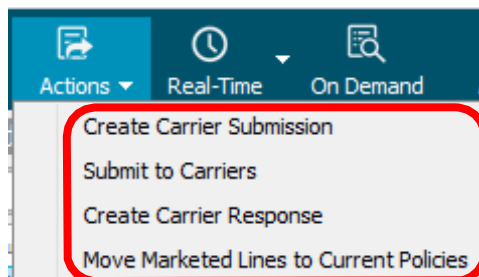 Actions Real-Time On Demand
Create Carrier Submission
Submit to Carriers
Create Carrier Response
Move Marketed Lines to Current Policies